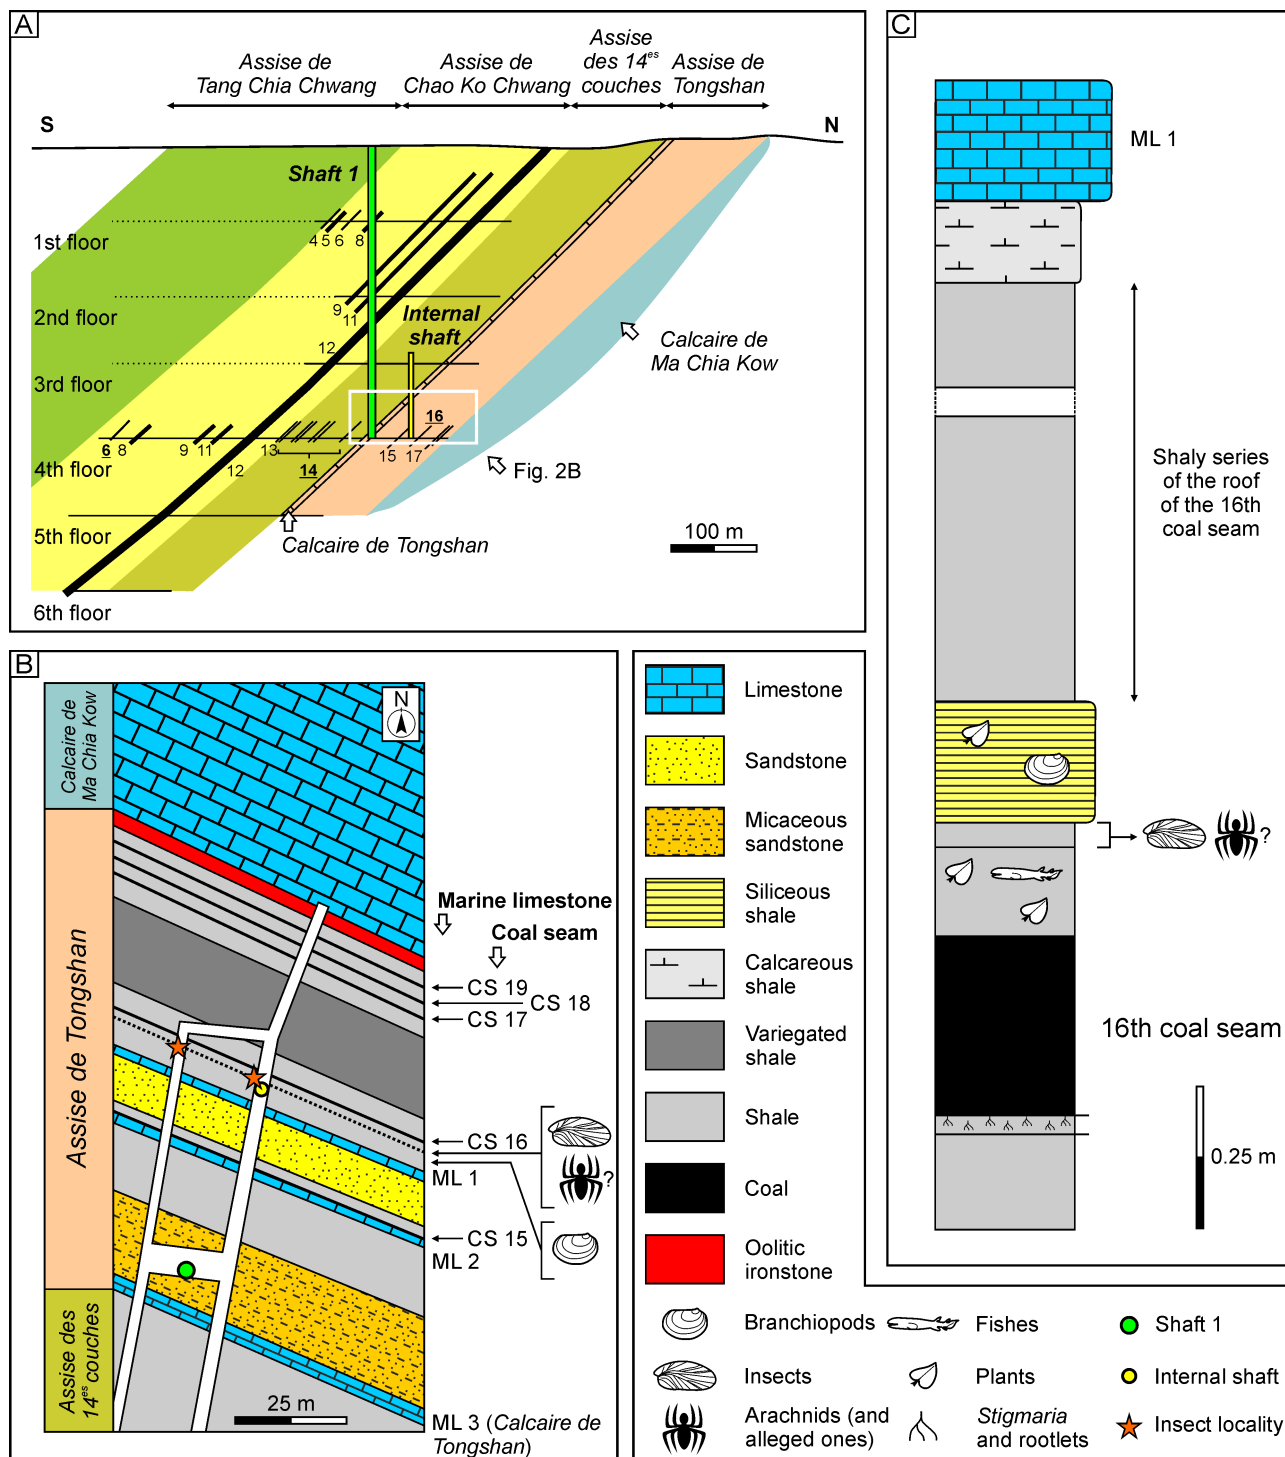 A
Assise de
Tang Chia Chwang
Assise de
Chao Ko Chwang
Assise
des 14es
couches
Assise de
Tongshan
S
N
Shaft 1
1st floor
4 5 6 8
2nd floor
9
11
Internal
shaft
12
3rd floor
Calcaire de
Ma Chia Kow
16
6 8 9 11 12 13 14 15 17
4th floor
Fig. 2B
5th floor
Calcaire de Tongshan
100 m
6th floor
B
Calcaire de
Ma Chia Kow
Assise de Tongshan
Assise des
14es couches
N
Marine limestone
Coal seam
CS 19
CS 18
CS 17
CS 16
ML 1
?
CS 15
ML 2
25 m
ML 3 (Calcaire de
Tongshan)
Limestone
Sandstone
Micaceous
sandstone
Siliceous
shale
Calcareous
shale
Variegated
shale
Shale
Coal
Oolitic
ironstone
Branchiopods
Fishes
Shaft 1
Insects
Plants
Internal shaft
Arachnids (and
alleged ones)
Stigmaria
and rootlets
Insect locality
C
ML 1
Shaly series
of the roof
of the 16th
coal seam
?
16th coal seam
0.25 m